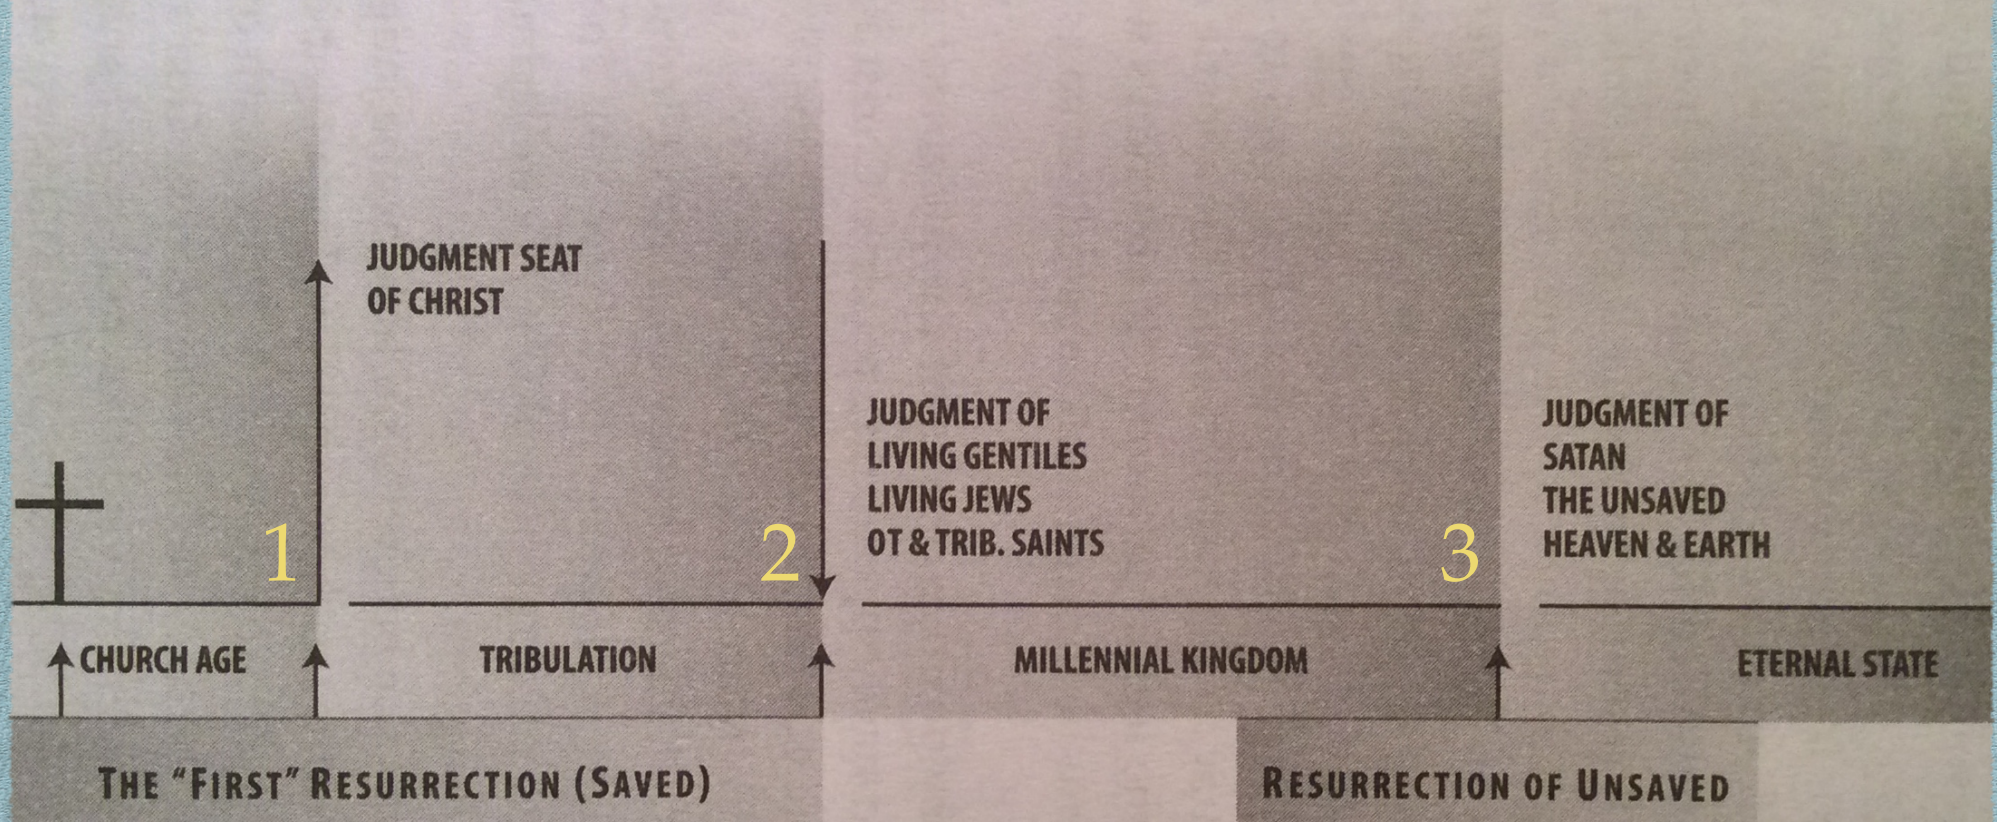 JUDGMENT SEAT
OF CHRIST
JUDGMENT OF
LIVING GENTILES
LIVING JEWS
OT & TRIB. SAINTS
JUDGMENT OF
SATAN
THE UNSAVED
HEAVEN & EARTH
1
2
3
CHURCH AGE
TRIBULATION
MILLENNIAL KINGDOM
ETERNAL STATE
THE “FIRST” RESURRECTION (SAVED)
RESURRECTION OF UNSAVED